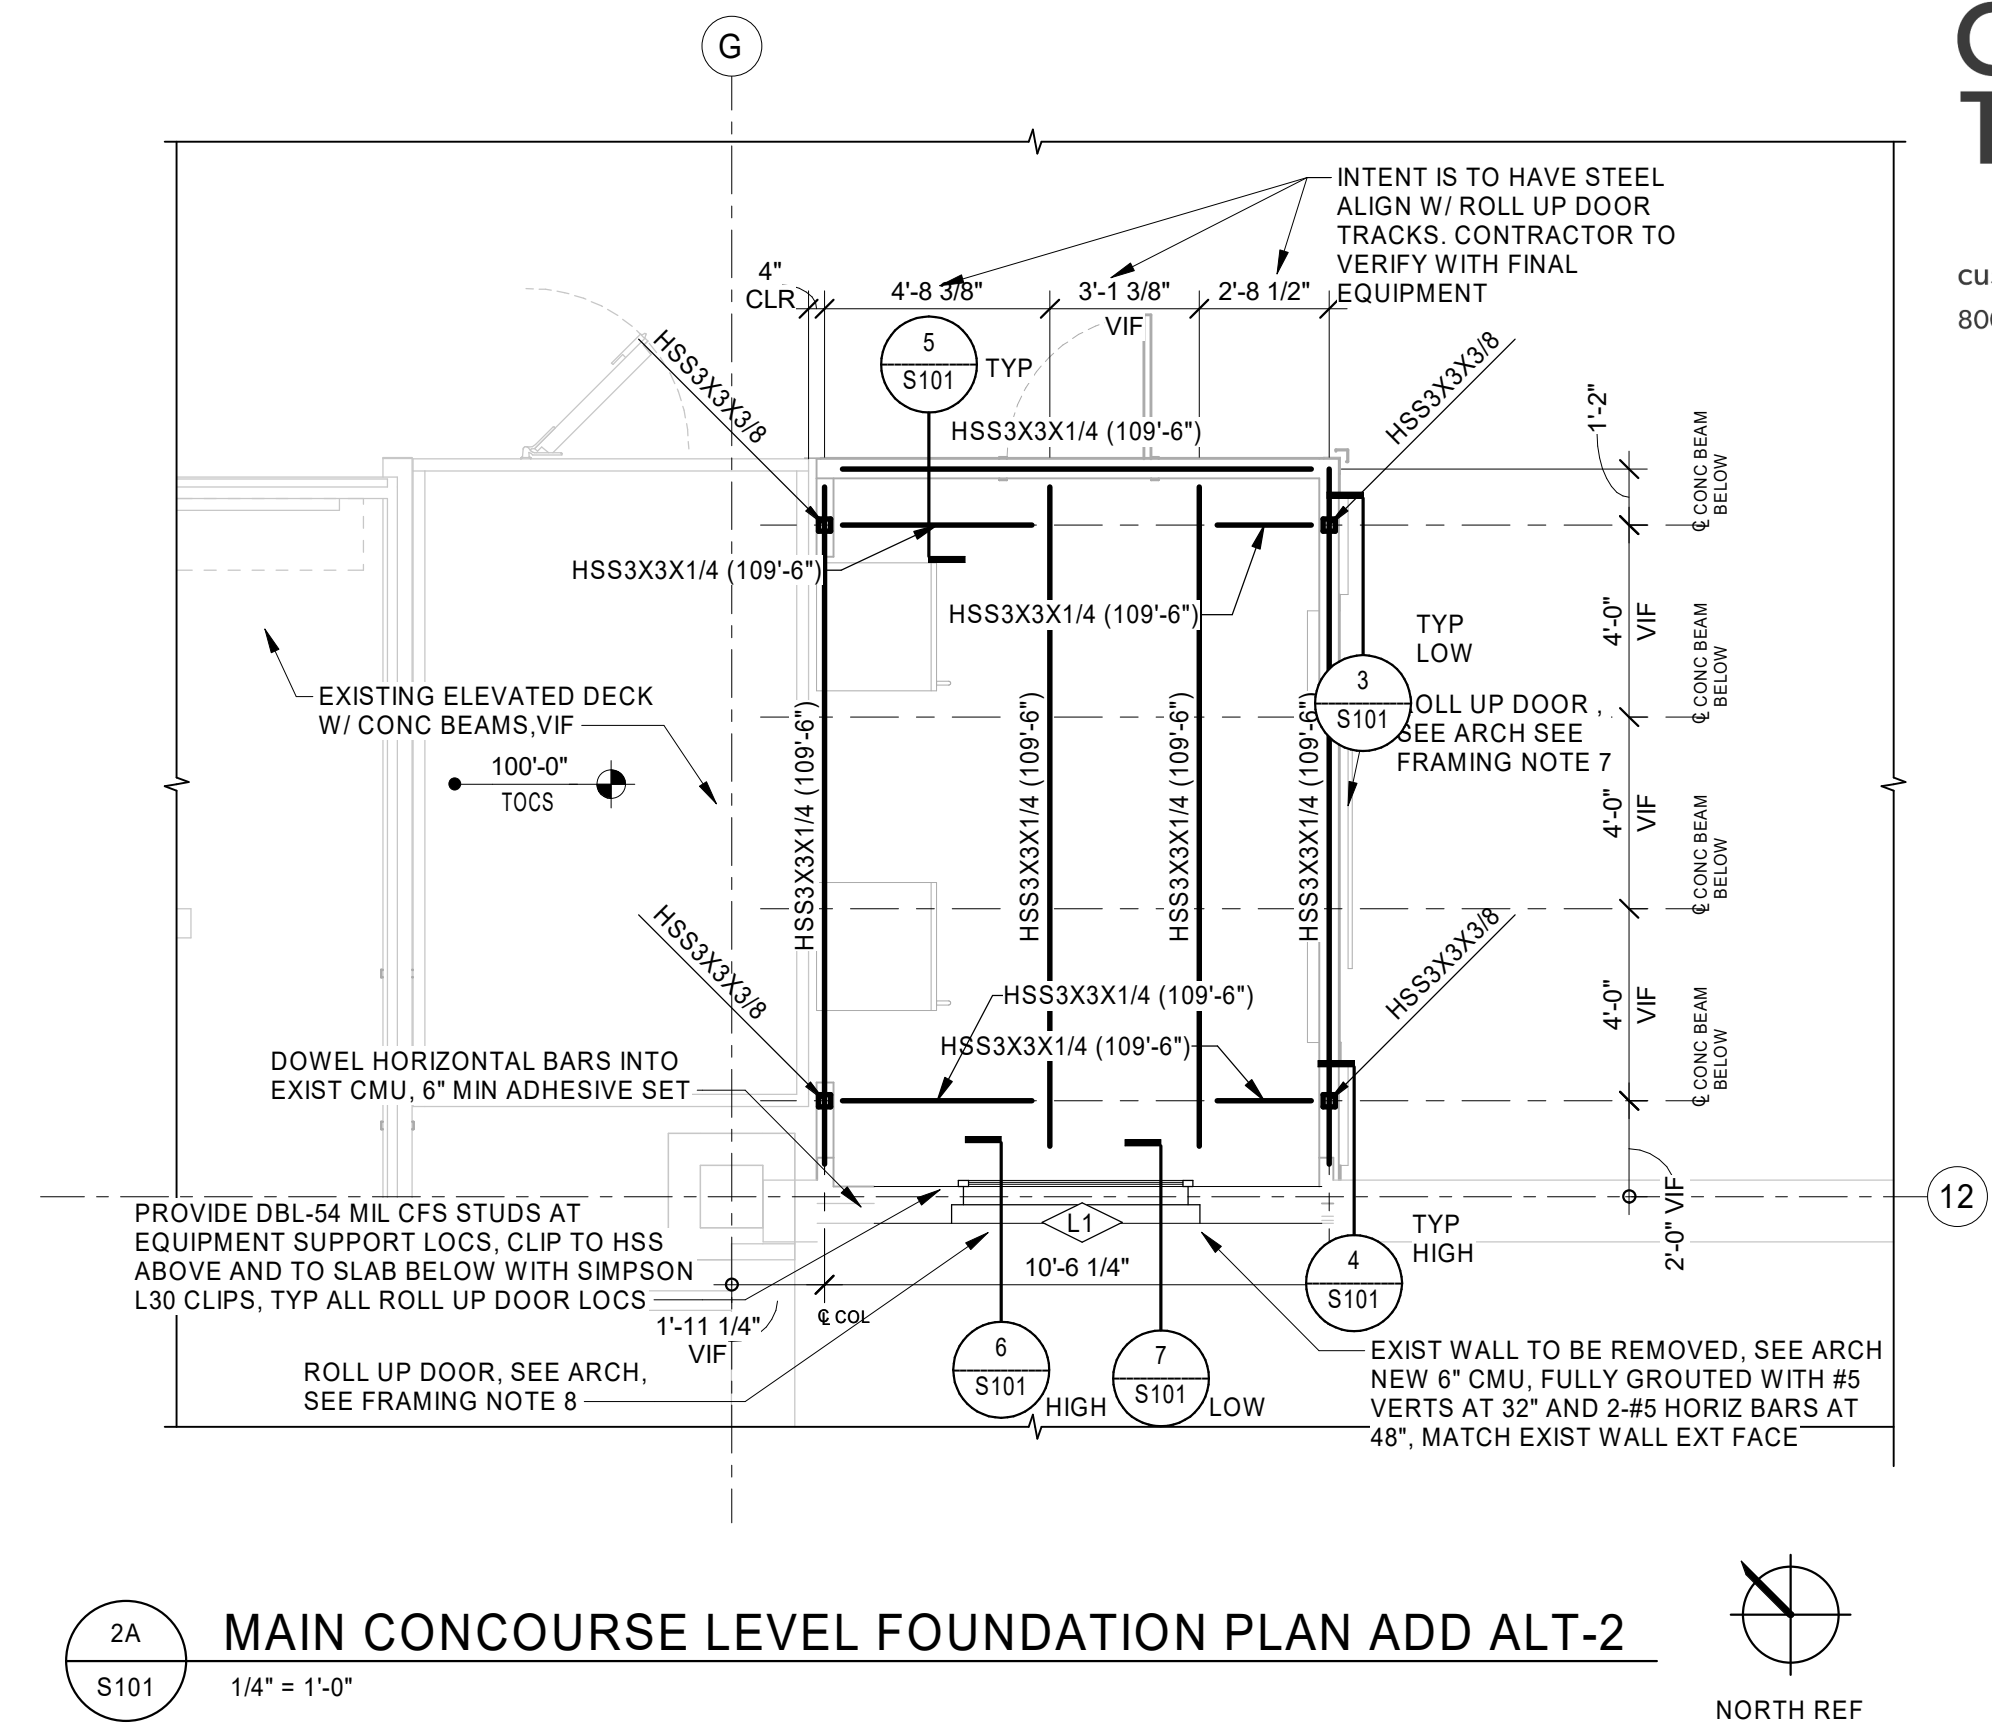 G
INTENT IS TO HAVE STEEL
ALIGN W/ ROLL UP DOOR
TRACKS. CONTRACTOR TO
VERIFY WITH FINAL
EQUIPMENT
4"
CLR
4'-8 3/8"
3'-1 3/8"
VIF
2'-8 1/2"
5
S101
TYP
HSS3X3X3/8
HSS3X3X3/8
HSS3X3X1/4 (109'-6")
1'-2"
℄ CONC BEAM
BELOW
HSS3X3X1/4 (109'-6")
HSS3X3X1/4 (109'-6")
4'-0"
VIF
℄ CONC BEAM
BELOW
TYP
LOW
3
S101
OLL UP DOOR ,
SEE ARCH SEE
FRAMING NOTE 7
EXISTING ELEVATED DECK
W/ CONC BEAMS,VIF
100'-0"
TOCS
HSS3X3X1/4 (109'-6")
HSS3X3X1/4 (109'-6")
HSS3X3X1/4 (109'-6")
HSS3X3X1/4 (109'-6")
4'-0"
VIF
℄ CONC BEAM
BELOW
HSS3X3X3/8
HSS3X3X3/8
HSS3X3X1/4 (109'-6")
HSS3X3X1/4 (109'-6")
4'-0"
VIF
℄ CONC BEAM
BELOW
DOWEL HORIZONTAL BARS INTO
EXIST CMU, 6" MIN ADHESIVE SET
12
PROVIDE DBL-54 MIL CFS STUDS AT
EQUIPMENT SUPPORT LOCS, CLIP TO HSS
ABOVE AND TO SLAB BELOW WITH SIMPSON
L30 CLIPS, TYP ALL ROLL UP DOOR LOCS
L1
TYP
HIGH
2'-0" VIF
10'-6 1/4"
4
S101
1'-11 1/4"
VIF
℄ COL
6
S101
HIGH
7
S101
LOW
ROLL UP DOOR, SEE ARCH,
SEE FRAMING NOTE 8
EXIST WALL TO BE REMOVED, SEE ARCH
NEW 6" CMU, FULLY GROUTED WITH #5
VERTS AT 32" AND 2-#5 HORIZ BARS AT
48", MATCH EXIST WALL EXT FACE
2A
S101
MAIN CONCOURSE LEVEL FOUNDATION PLAN ADD ALT-2
1/4" = 1'-0"
NORTH REF